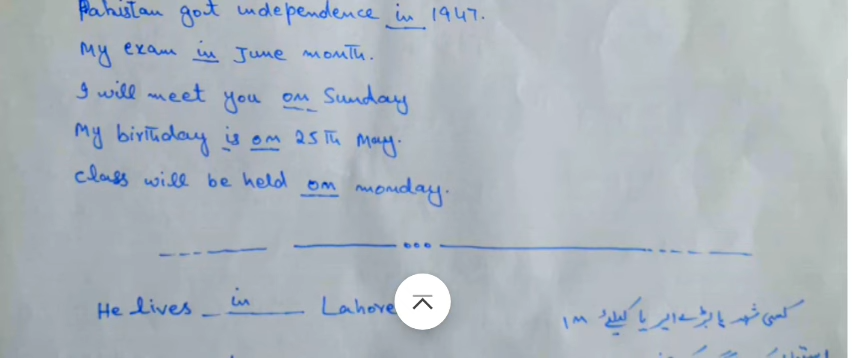 Pakistan got independence in 1947.
My exam in June month.
I will meet you on Sunday
My birthday is on 25Th May.
class will be held on monday.
He lives in Lahore
کسی شہر یا بڑے ایریا کیلئے In